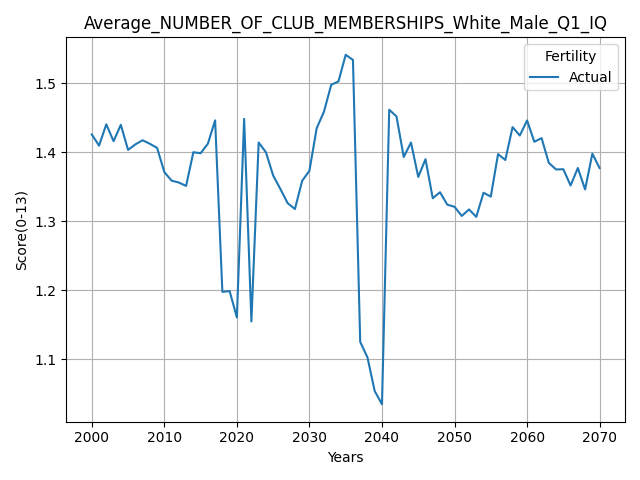 Average_NUMBER_OF_CLUB_MEMBERSHIPS_White_Male_Q1_IQ
Fertility
Actual
1.5
1.4
1.3
1.2
1.1
Score(0-13)
2000 2010 2020 2030 2040 2050 2060 2070
Years